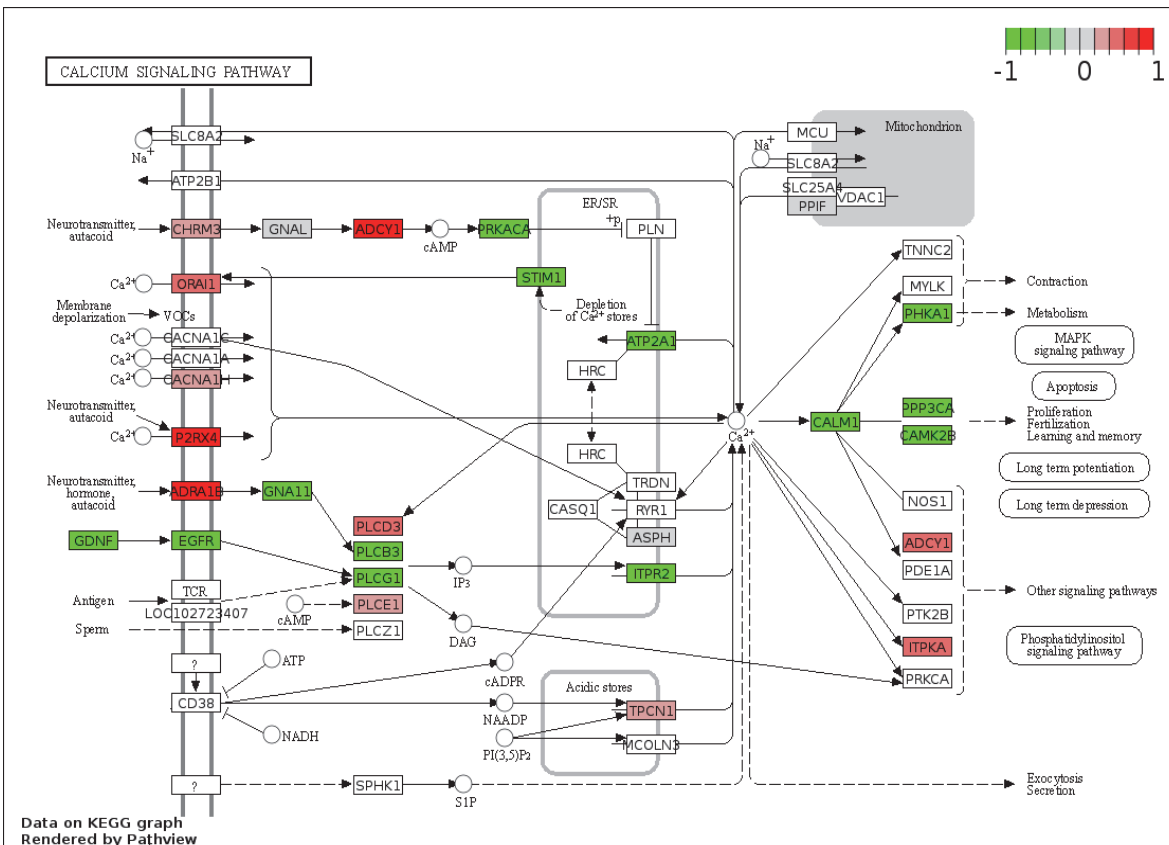 CALCIUM SIGNALING PATHWAY
-1 0 1
SLC8A2
Na+
ATP2B1
Neurotransmitter,
autacoid
CHRM3
GNAL
ADCY1
cAMP
PRKACA
ER/SR
+p
PLN
MCU
Mitochondrion
Na+
SLC8A2
SLC25A4
VDAC1
PPIF
Ca2+
ORAI1
STIM1
Depletion
of Ca2+ stores
Membrane
depolarization
VOCs
Ca2+
CACNA1C
Ca2+
CACNA1A
Ca2+
CACNA1H
ATP2A1
HRC
HRC
Neurotransmitter,
autacoid
Ca2+
P2RX4
Neurotransmitter,
hormone,
autacoid
ADRA1B
GNA11
GDNF
EGFR
PLCD3
PLCB3
PLCG1
PLCE1
PLCZ1
cAMP
IP3
DAG
TRDN
CASQ1
RYR1
ASPH
ITPR2
Antigen
TCR
LOC102723407
Sperm
?
ATP
CD38
NADH
cADPR
NAADP
PI(3,5)P2
Acidic stores
TPCN1
MCOLN3
?
SPHK1
S1P
Ca2+
CALM1
TNNC2
MYLK
PHKA1
PPP3CA
CAMK2B
NOS1
ADCY1
PDE1A
PTK2B
ITPKA
PRKCA
Contraction
Metabolism
MAPK
signaling pathway
Apoptosis
Proliferation
Fertilization
Learning and memory
Long term potentiation
Long term depression
Other signaling pathways
Phosphatidylinositol
signaling pathway
Exocytosis
Secretion
Data on KEGG graph
Rendered by Pathview